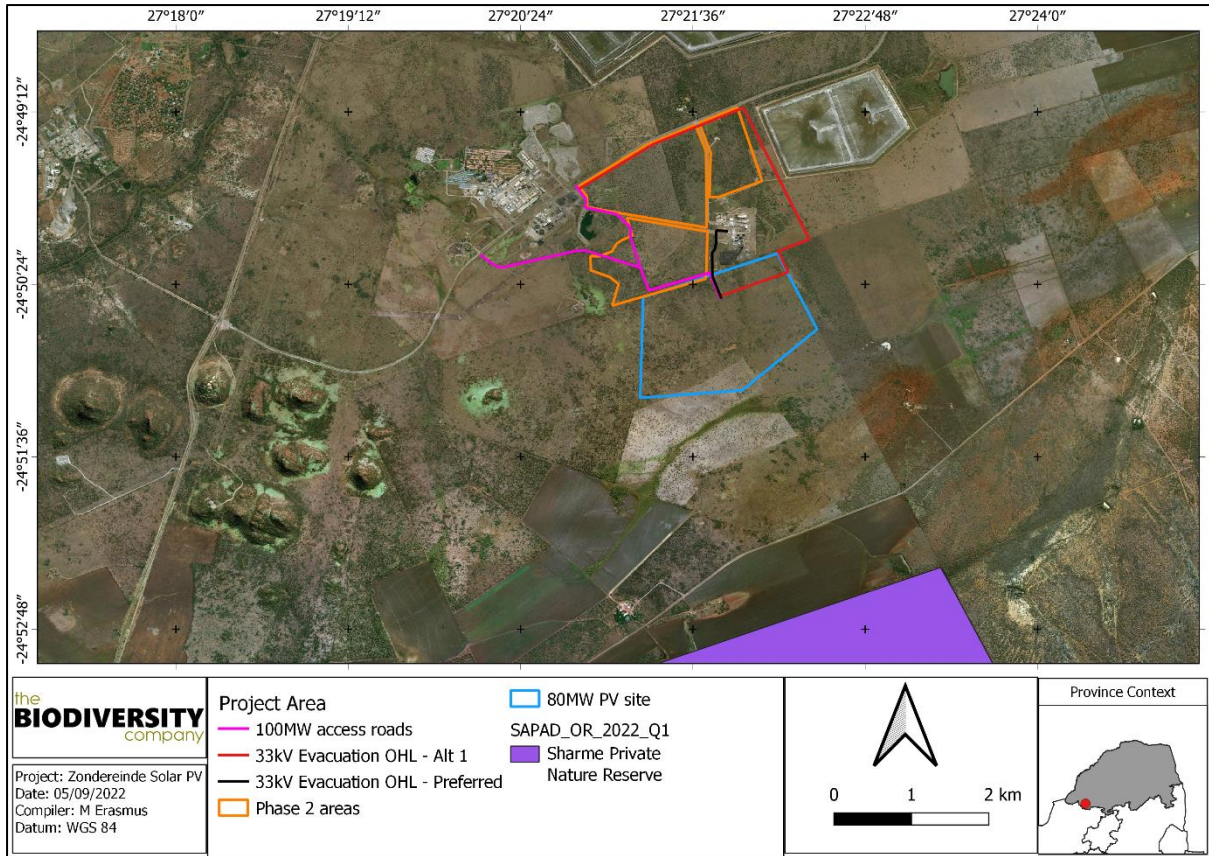 27°18'0" 27°19'12" 27°20'24" 27°21'36" 27°22'48" 27°24'0"
-24°49'12"
-24°50'24"
-24°51'36"
-24°52'48"
the
BIODIVERSITY
company
Project: Zondereinde Solar PV
Date: 05/09/2022
Compiler: M Erasmus
Datum: WGS 84
Project Area
100MW access roads
33kV Evacuation OHL - Alt 1
33kV Evacuation OHL - Preferred
Phase 2 areas
80MW PV site
SAPAD_OR_2022_Q1
Sharme Private
Nature Reserve
0 1 2 km
Province Context